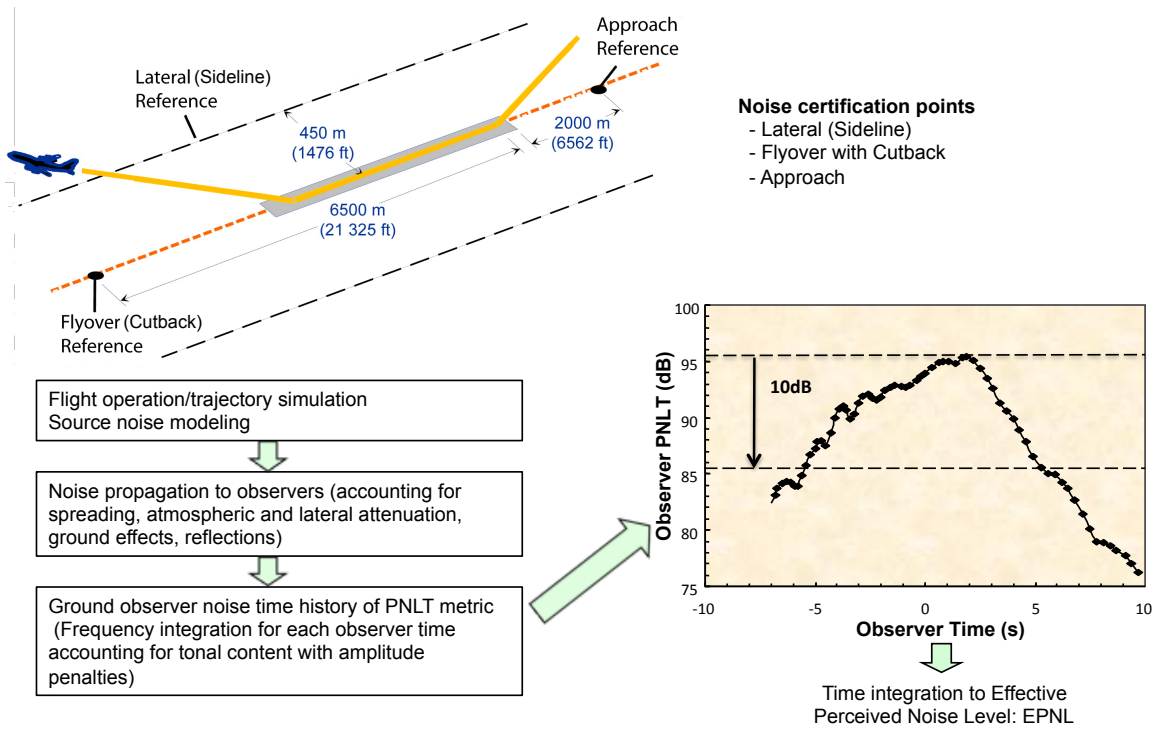 Approach
Reference
Lateral (Sideline)
Reference
450 m
(1476 ft)
2000 m
(6562 ft)
6500 m
(21 325 ft)
Flyover (Cutback)
Reference
Noise certification points
- Lateral (Sideline)
- Flyover with Cutback
- Approach
Flight operation/trajectory simulation
Source noise modeling
Noise propagation to observers (accounting for
spreading, atmospheric and lateral attenuation,
ground effects, reflections)
Ground observer noise time history of PNLT metric
(Frequency integration for each observer time
accounting for tonal content with amplitude
penalties)
Observer PNLT (dB)
100
95
90
85
80
75
10dB
-10
-5
0
5
10
Observer Time (s)
Time integration to Effective
Perceived Noise Level: EPNL